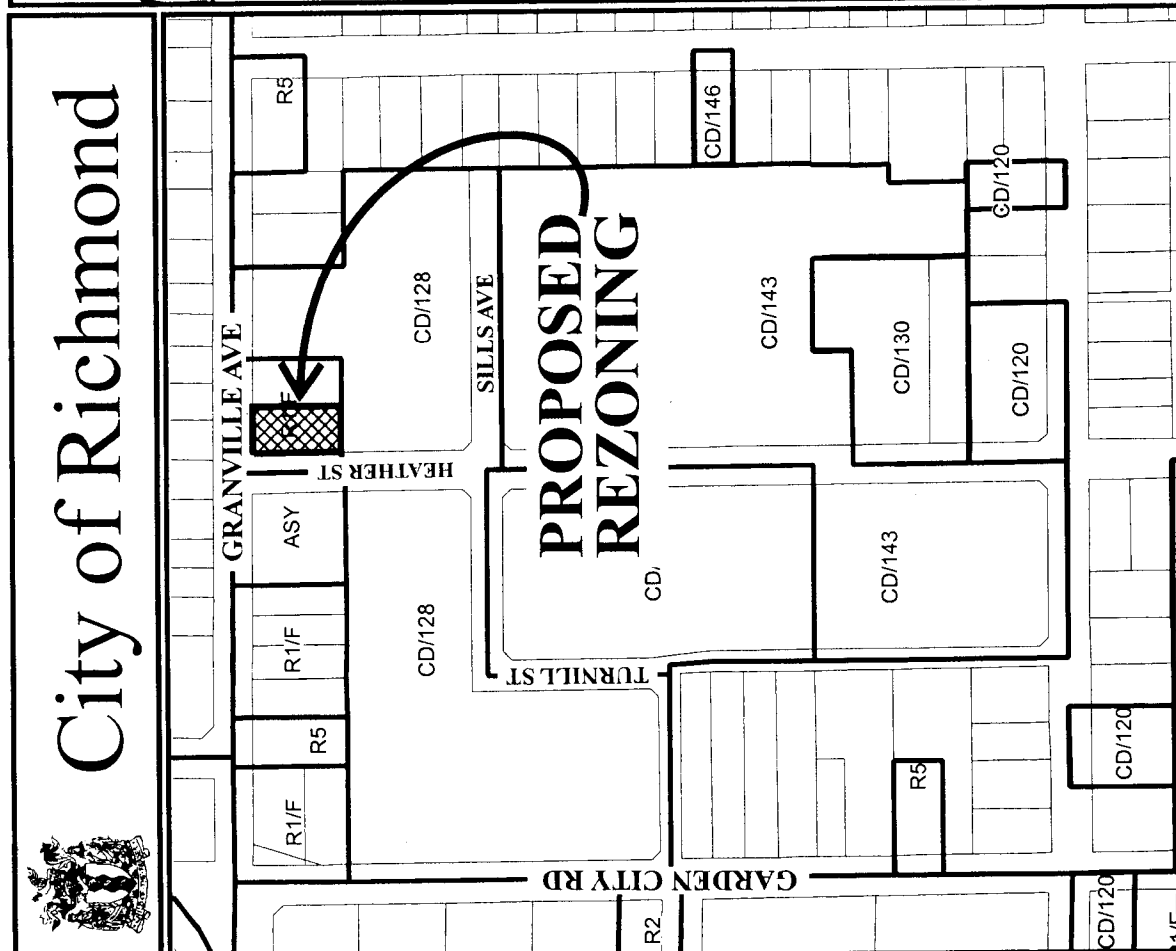 City of Richmond
GRANVILLE AVE
R1/F
R5
R1/F
ASY
R5
HEATHER ST
CD/128
CD/128
SILLS AVE
TURNILL ST
CD/
PROPOSED
REZONING
CD/146
CD/143
CD/143
CD/130
CD/120
CD/120
GARDEN CITY RD
R2
R5
CD/120
CD/120